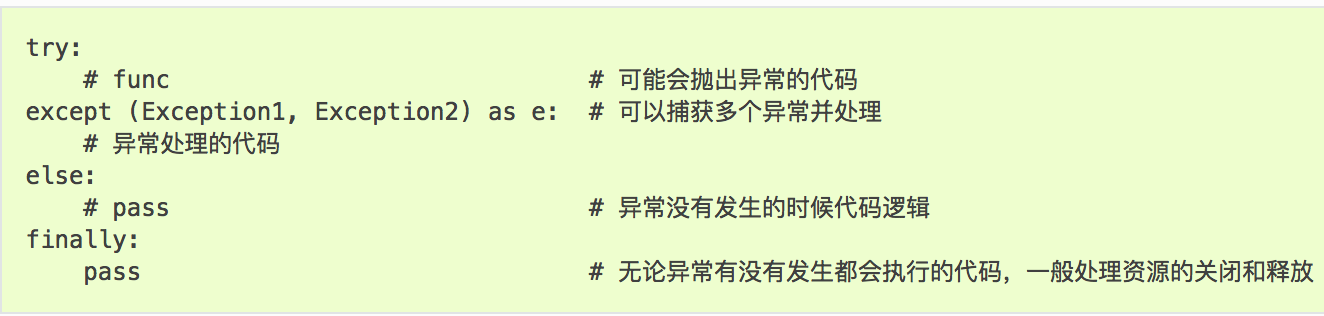 try:
    # func                             # 可能会抛出异常的代码
except (Exception1, Exception2) as e:  # 可以捕获多个异常并处理
    # 异常处理的代码
else:
    # pass                             # 异常没有发生的时候代码逻辑
finally:
    pass                               # 无论异常有没有发生都会执行的代码，一般处理资源的关闭和释放